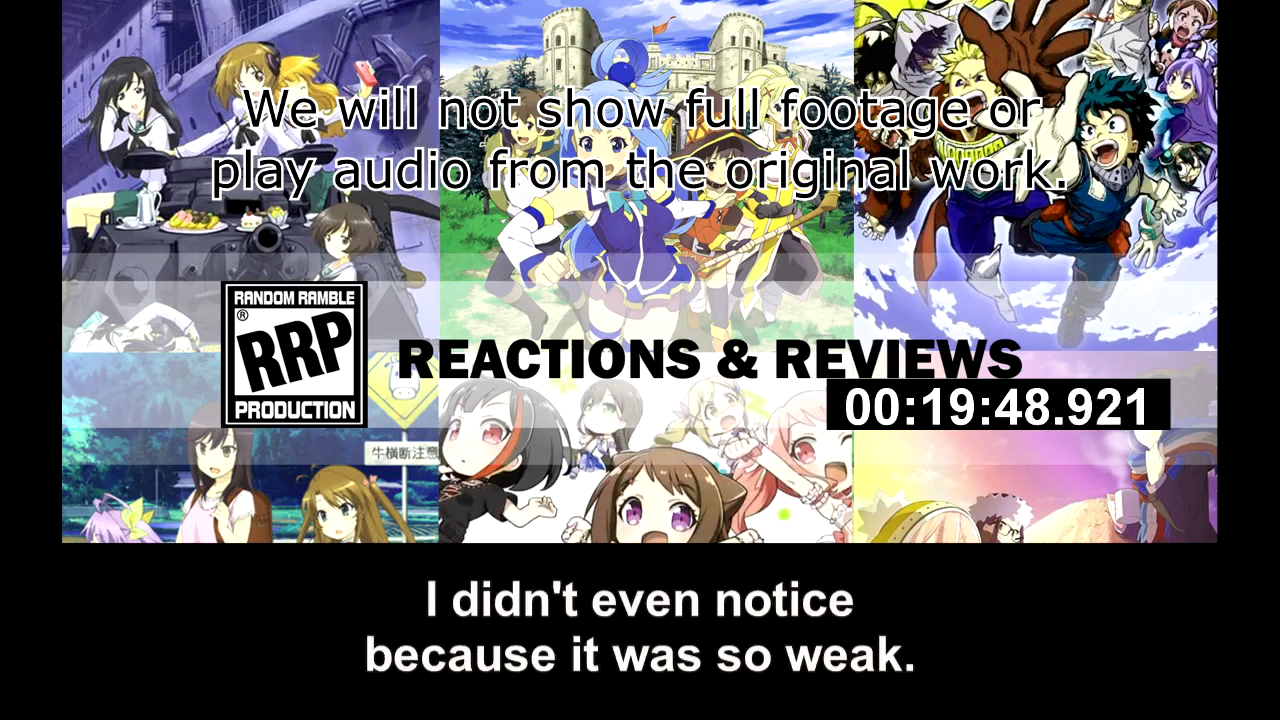 We will not show full footage or
play audio from the original work.
RANDOM RAMBLE
®
RRP
PRODUCTION
REACTIONS & REVIEWS
00:19:48.921
牛横断注意
I didn't even notice
because it was so weak.